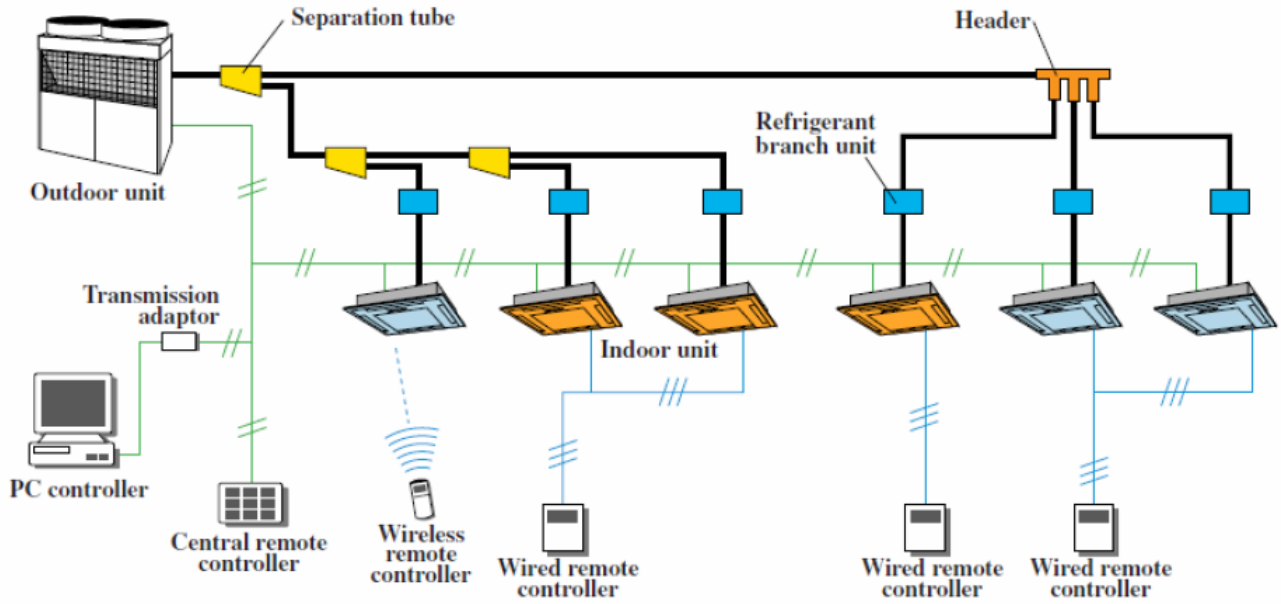 Separation tube
Header
Refrigerant
branch unit
Outdoor unit
Transmission
adaptor
Indoor unit
PC controller
Central remote
controller
Wireless
remote
controller
Wired remote
controller
Wired remote
controller
Wired remote
controller